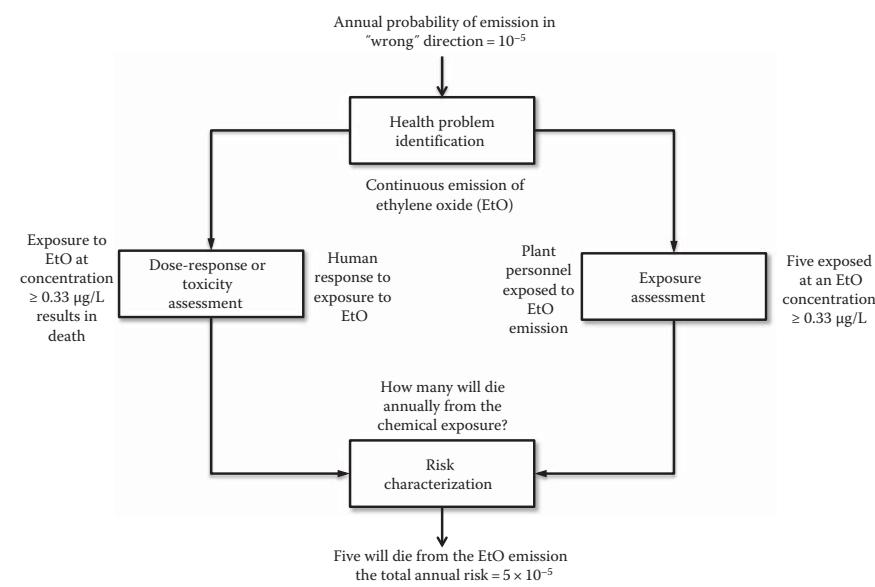 Annual probability of emission in
"wrong" direction = 10⁻⁵
Health problem
identification
Continuous emission of
ethylene oxide (EtO)
Exposure to
EtO at
concentration
≥ 0.33 µg/L
results in
death
Dose-response or
toxicity
assessment
Human
response to
exposure to
EtO
Plant
personnel
exposed to
EtO
emission
Exposure
assessment
Five exposed
at an EtO
concentration
≥ 0.33 µg/L
How many will die
annually from the
chemical exposure?
Risk
characterization
Five will die from the EtO emission
the total annual risk = 5 × 10⁻⁵